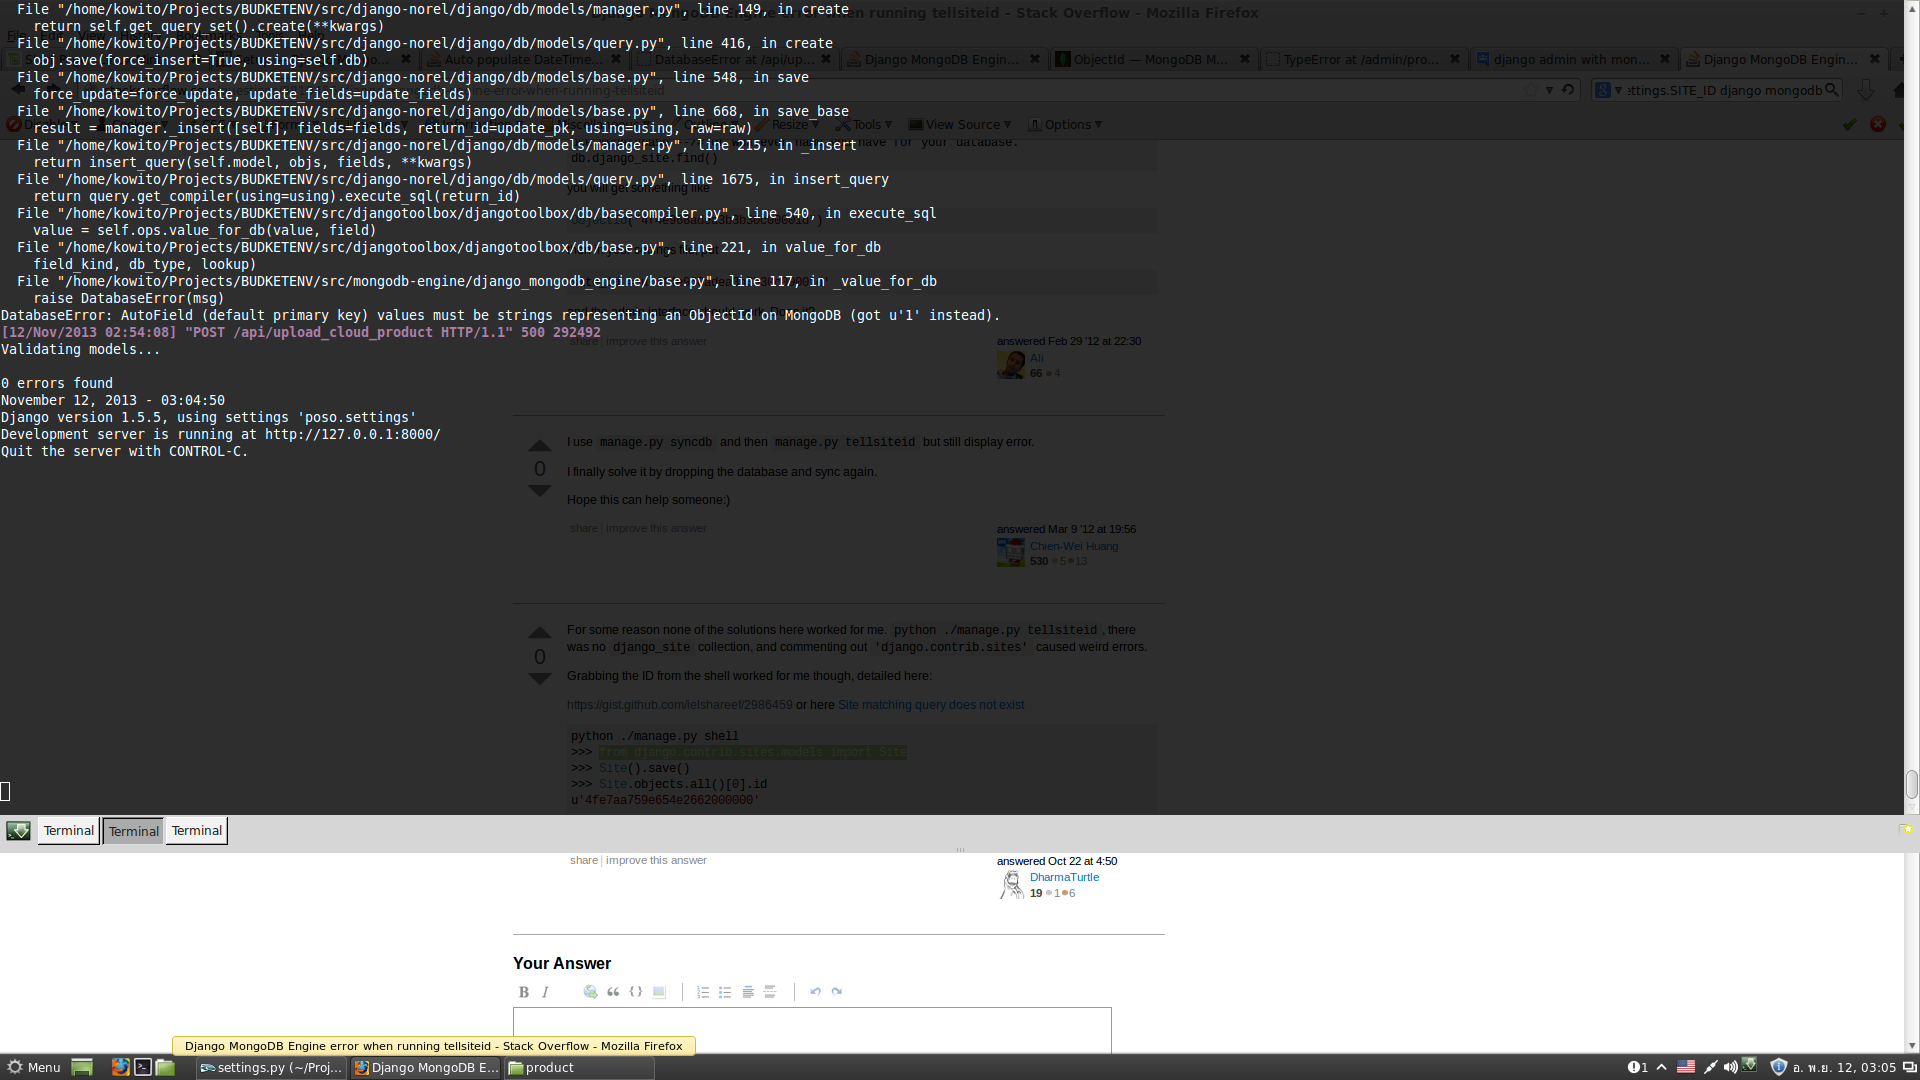 File "/home/kowito/Projects/BUDKETENV/src/django-norel/django/db/models/manager.py", line 149, in create
return self.get_query_set().create(**kwargs)
File "/home/kowito/Projects/BUDKETENV/src/django-norel/django/db/models/query.py", line 416, in create
obj.save(force_insert=True, using=self.db)
File "/home/kowito/Projects/BUDKETENV/src/django-norel/django/db/models/base.py", line 548, in save
force_update=force_update, update_fields=update_fields)
File "/home/kowito/Projects/BUDKETENV/src/django-norel/django/db/models/base.py", line 668, in save_base
result = manager._insert([self], fields=fields, return_id=update_pk, using=using, raw=raw)
File "/home/kowito/Projects/BUDKETENV/src/django-norel/django/db/models/manager.py", line 215, in _insert
return insert_query(self.model, objs, fields, **kwargs)
File "/home/kowito/Projects/BUDKETENV/src/django-norel/django/db/models/query.py", line 1675, in insert_query
return query.get_compiler(using=using).execute_sql(return_id)
File "/home/kowito/Projects/BUDKETENV/src/djangotoolbox/djangotoolbox/db/basecompiler.py", line 540, in execute_sql
value = self.ops.value_for_db(value, field)
File "/home/kowito/Projects/BUDKETENV/src/djangotoolbox/djangotoolbox/db/base.py", line 221, in value_for_db
field_kind, db_type, lookup)
File "/home/kowito/Projects/BUDKETENV/src/mongodb-engine/django_mongodb_engine/base.py", line 117, in _value_for_db
raise DatabaseError(msg)
DatabaseError: AutoField (default primary key) values must be strings representing an ObjectId on MongoDB (got u'1' instead).
[12/Nov/2013 02:54:08] "POST /api/upload_cloud_product HTTP/1.1" 500 292492
Validating models...
0 errors found
November 12, 2013 - 03:04:50
Django version 1.5.5, using settings 'poso.settings'
Development server is running at http://127.0.0.1:8000/
Quit the server with CONTROL-C.
when running tellsiteid - Stack Overflow - Mozilla Firefox
Auto populate DateTime...
DatabaseError at /api/up...
Django MongoDB Engin...
ObjectId — MongoDB M...
TypeError at /admin/pro...
django admin with mon...
Django MongoDB Engin...
ne-error-when-running-tellsiteid
ttings.SITE_ID django mongodb
Resize
Tools
View Source
Options
have for your database.
db.django_site.find()
you will get something like
share | improve this answer
answered Feb 29 '12 at 22:30
Ali
66 4
0
I use manage.py syncdb and then manage.py tellsiteid but still display error.
I finally solve it by dropping the database and sync again.
Hope this can help someone:)
share | improve this answer
answered Mar 9 '12 at 19:56
Chien-Wei Huang
530 5 13
0
For some reason none of the solutions here worked for me. python ./manage.py tellsiteid , there
was no django_site collection, and commenting out 'django.contrib.sites' caused weird errors.
Grabbing the ID from the shell worked for me though, detailed here:
https://gist.github.com/ielshareef/2986459 or here Site matching query does not exist
python ./manage.py shell
>>> from django.contrib.sites.models import Site
>>> Site().save()
>>> Site.objects.all()[0].id
u'4fe7aa759e654e2662000000'
Terminal
Terminal
Terminal
share | improve this answer
answered Oct 22 at 4:50
DharmaTurtle
19 1 6
Your Answer
B I
Django MongoDB Engine error when running tellsiteid - Stack Overflow - Mozilla Firefox
Menu
settings.py (~/Proj...
Django MongoDB E...
product
1
อ. พ.ย. 12, 03:05